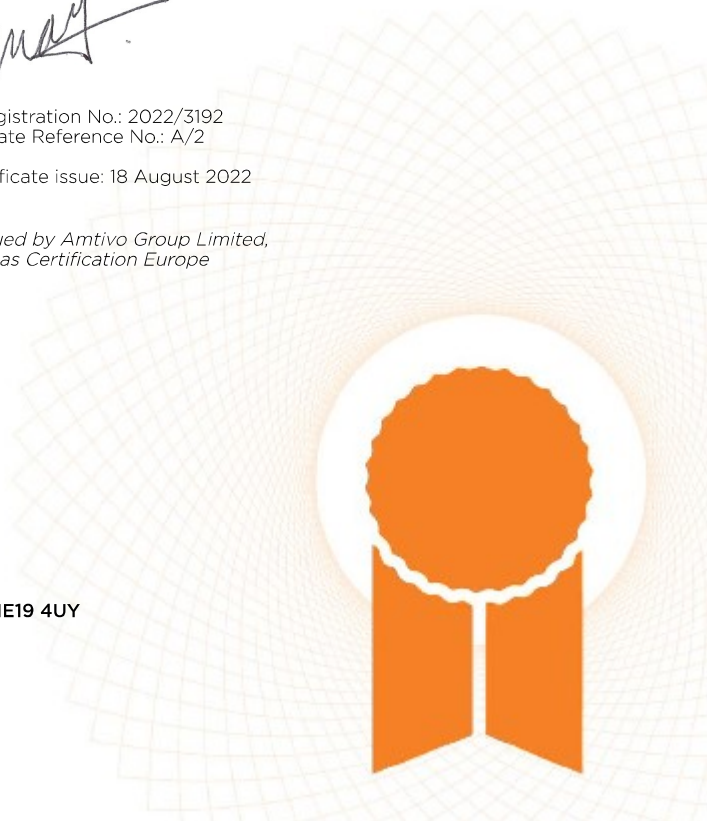 gistration No.: 2022/3192
ate Reference No.: A/2
ficate issue: 18 August 2022
ued by Amtivo Group Limited,
as Certification Europe
E19 4UY